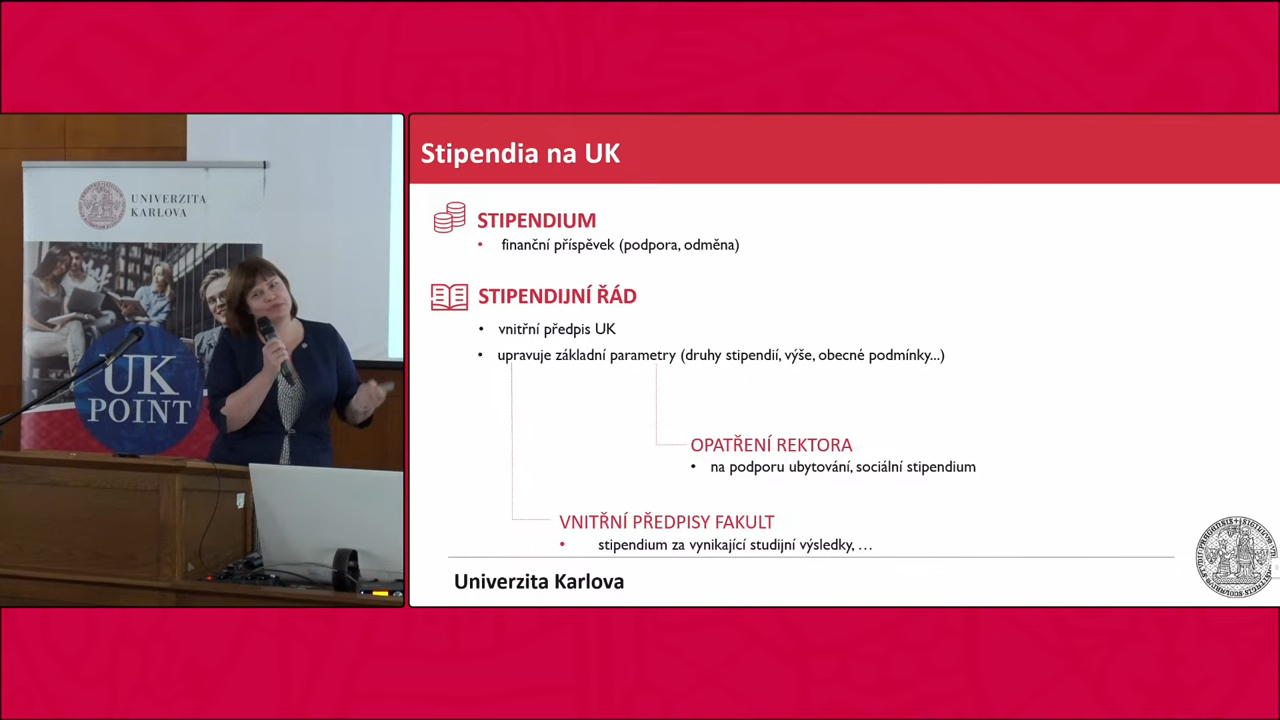 UNIVERZITA
KARLOVA
UK
POINT
Stipendia na UK
STIPENDIUM
• finanční příspěvek (podpora, odměna)
STIPENDIJNÍ ŘÁD
• vnitřní předpis UK
• upravuje základní parametry (druhy stipendií, výše, obecné podmínky...)
OPATŘENÍ REKTORA
• na podporu ubytování, sociální stipendium
VNITŘNÍ PŘEDPISY FAKULT
• stipendium za vynikající studijní výsledky, ...
Univerzita Karlova